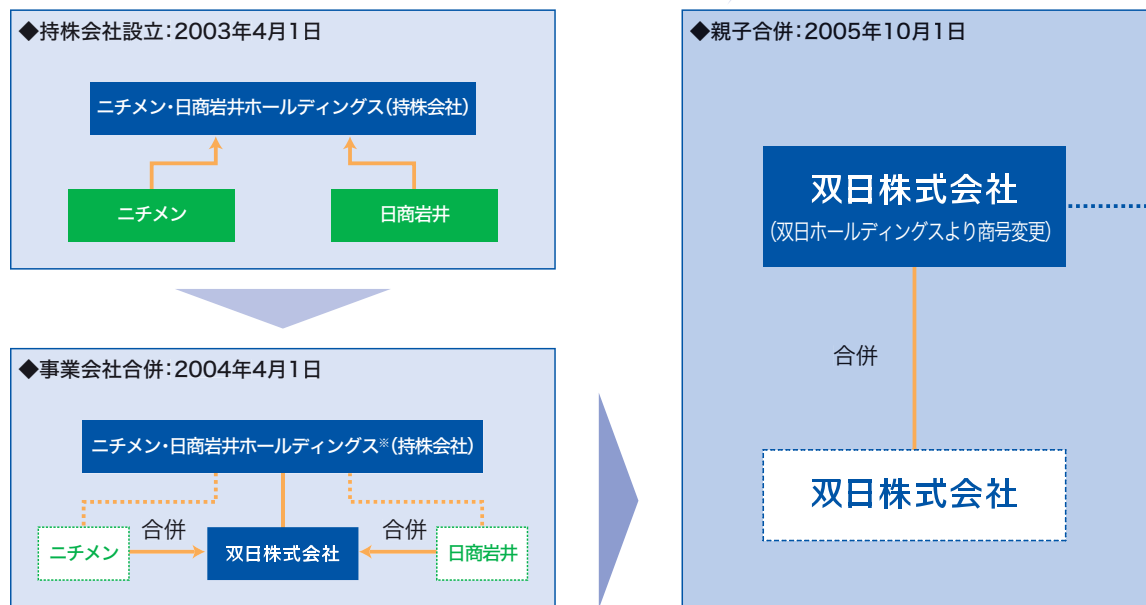 ◆持株会社設立：2003年4月1日
ニチメン・日商岩井ホールディングス（持株会社）
ニチメン
日商岩井
◆事業会社合併：2004年4月1日
ニチメン・日商岩井ホールディングス※（持株会社）
合併
合併
ニチメン
双日株式会社
日商岩井
◆親子合併：2005年10月1日
双日株式会社
（双日ホールディングスより商号変更）
合併
双日株式会社